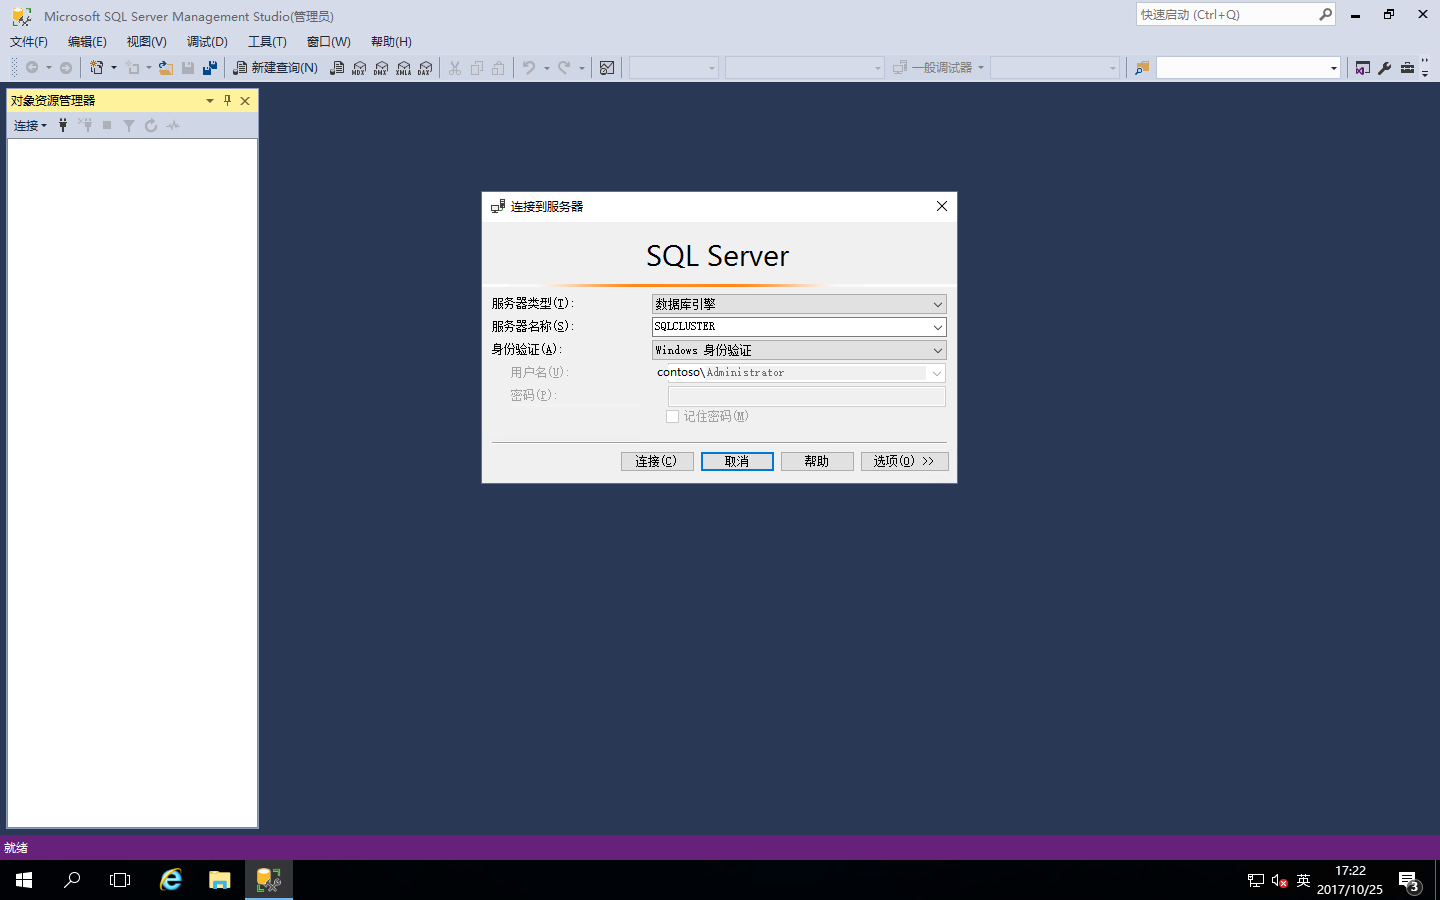 Microsoft SQL Server Management Studio(管理员)
快速启动 (Ctrl+Q)
文件(F) 编辑(E) 视图(V) 调试(D) 工具(T) 窗口(W) 帮助(H)
新建查询(N) MDX DMX XMLA DAX 一般调试器
对象资源管理器
连接
连接到服务器
SQL Server
服务器类型(T): 数据库引擎
服务器名称(S): SQLCLUSTER
身份验证(A): Windows 身份验证
用户名(U): contoso\Administrator
密码(P):
记住密码(M)
连接(C) 取消 帮助 选项(O) >>
就绪
英 17:22
2017/10/25
3